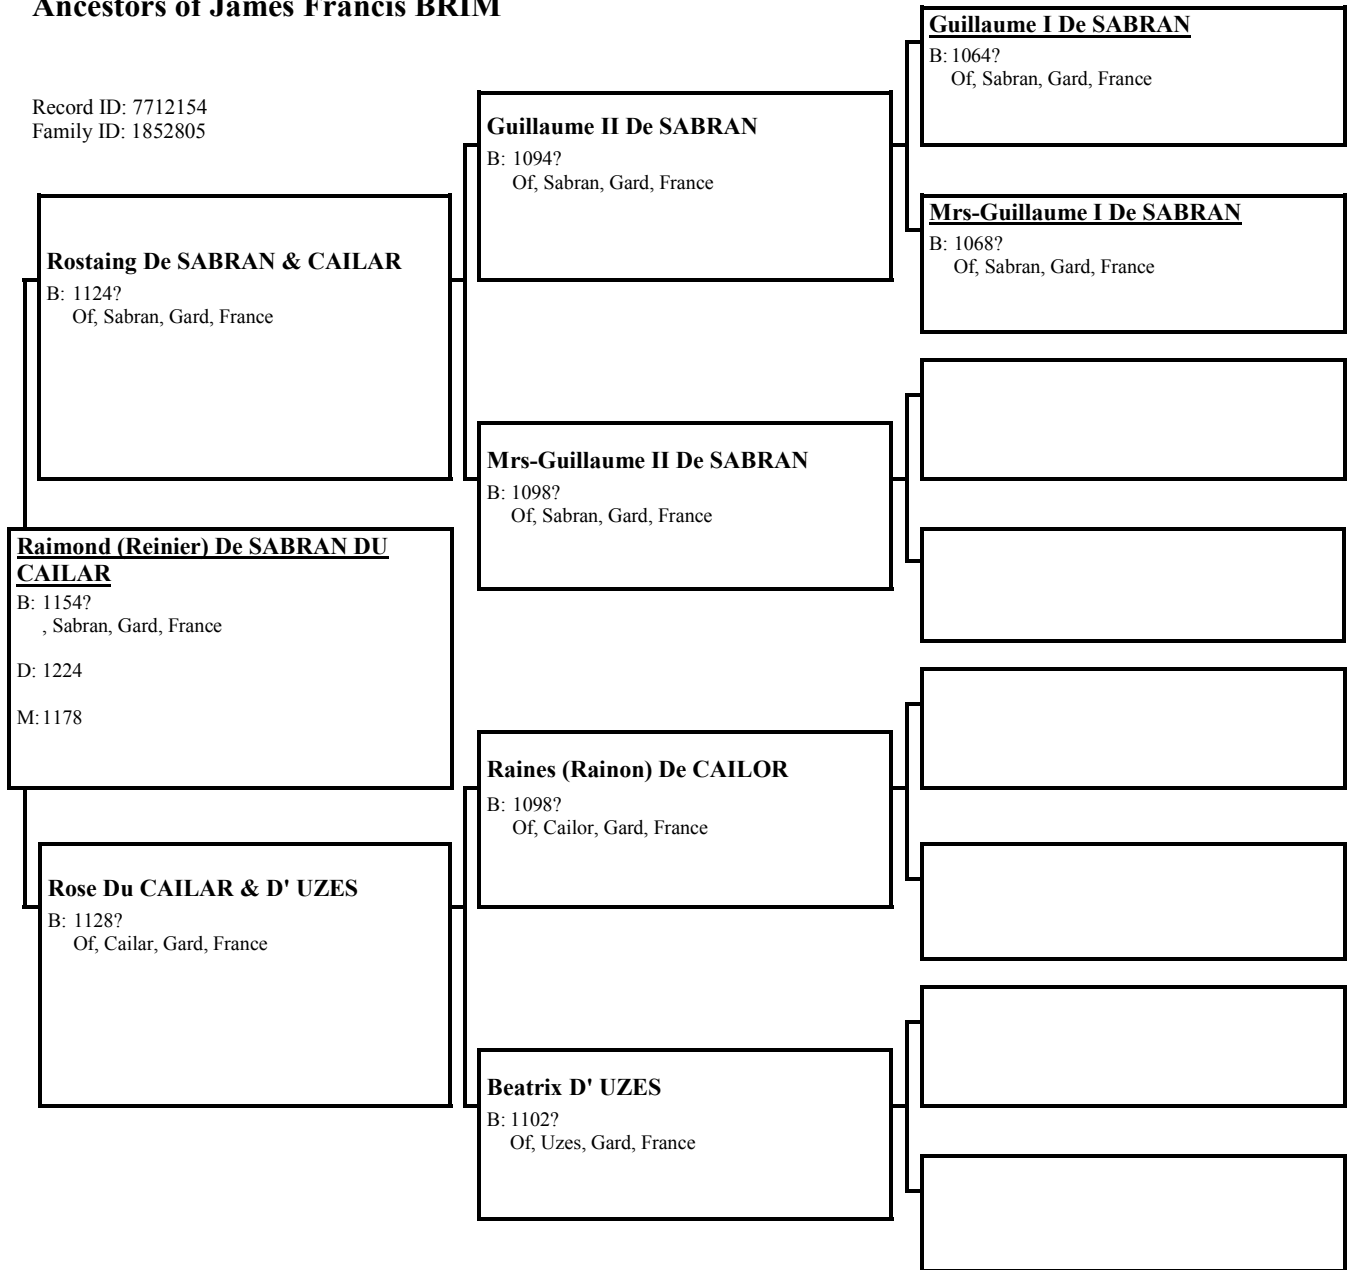 Ancestors of James Francis BRIM
Record ID: 7712154
Family ID: 1852805
Rostaing De SABRAN & CAILAR
B: 1124?
Of, Sabran, Gard, France
Raimond (Reinier) De SABRAN DU
CAILAR
B: 1154?
, Sabran, Gard, France
D: 1224
M: 1178
Rose Du CAILAR & D' UZES
B: 1128?
Of, Cailar, Gard, France
Guillaume II De SABRAN
B: 1094?
Of, Sabran, Gard, France
Mrs-Guillaume II De SABRAN
B: 1098?
Of, Sabran, Gard, France
Raines (Rainon) De CAILOR
B: 1098?
Of, Cailor, Gard, France
Beatrix D' UZES
B: 1102?
Of, Uzes, Gard, France
Guillaume I De SABRAN
B: 1064?
Of, Sabran, Gard, France
Mrs-Guillaume I De SABRAN
B: 1068?
Of, Sabran, Gard, France